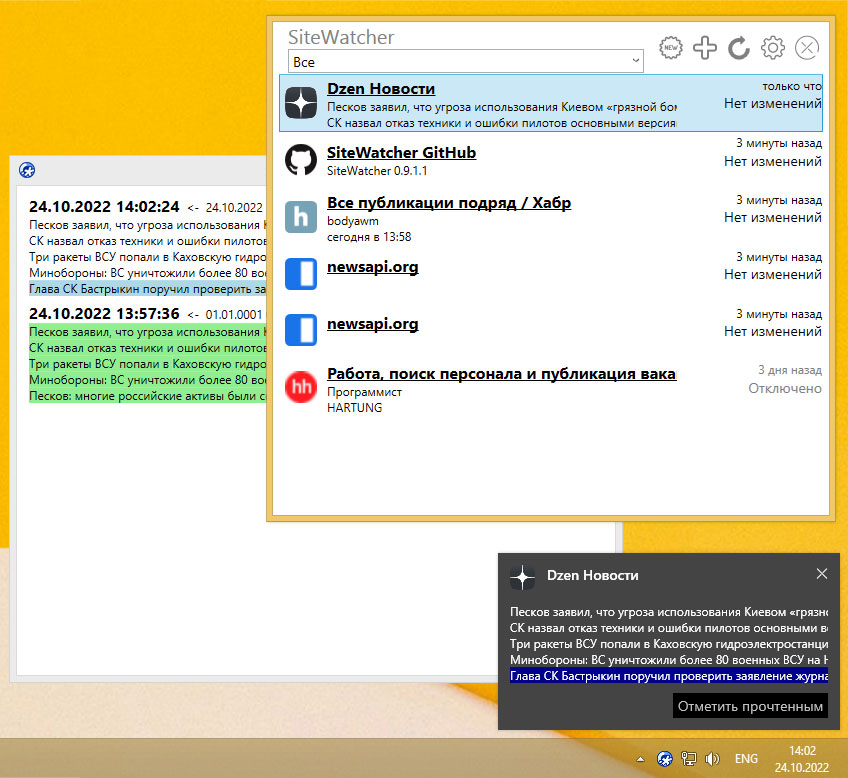 SiteWatcher
Все
NEW
Dzen Новости
Песков заявил, что угроза использования Киевом «грязной бом
СК назвал отказ техники и ошибки пилотов основными версия
только что
Нет изменений
SiteWatcher GitHub
SiteWatcher 0.9.1.1
3 минуты назад
Нет изменений
h
Все публикации подряд / Хабр
bodyawm
сегодня в 13:58
3 минуты назад
Нет изменений
newsapi.org
3 минуты назад
Нет изменений
newsapi.org
3 минуты назад
Нет изменений
hh
Работа, поиск персонала и публикация вака
Программист
HARTUNG
3 дня назад
Отключено
24.10.2022 14:02:24 <- 24.10.2022
Песков заявил, что угроза использования
СК назвал отказ техники и ошибки пилотов
Три ракеты ВСУ попали в Каховскую гидро
Минобороны: ВС уничтожили более 80 вое
Глава СК Бастрыкин поручил проверить за
24.10.2022 13:57:36 <- 01.01.0001
Песков заявил, что угроза использования
СК назвал отказ техники и ошибки пилотов
Три ракеты ВСУ попали в Каховскую гидро
Минобороны: ВС уничтожили более 80 вое
Песков: многие российские активы были с
Dzen Новости
Песков заявил, что угроза использования Киевом «грязн
СК назвал отказ техники и ошибки пилотов основными в
Три ракеты ВСУ попали в Каховскую гидроэлектростанци
Минобороны: ВС уничтожили более 80 военных ВСУ на Н
Глава СК Бастрыкин поручил проверить заявление журна
Отметить прочтенным
ENG
14:02
24.10.2022